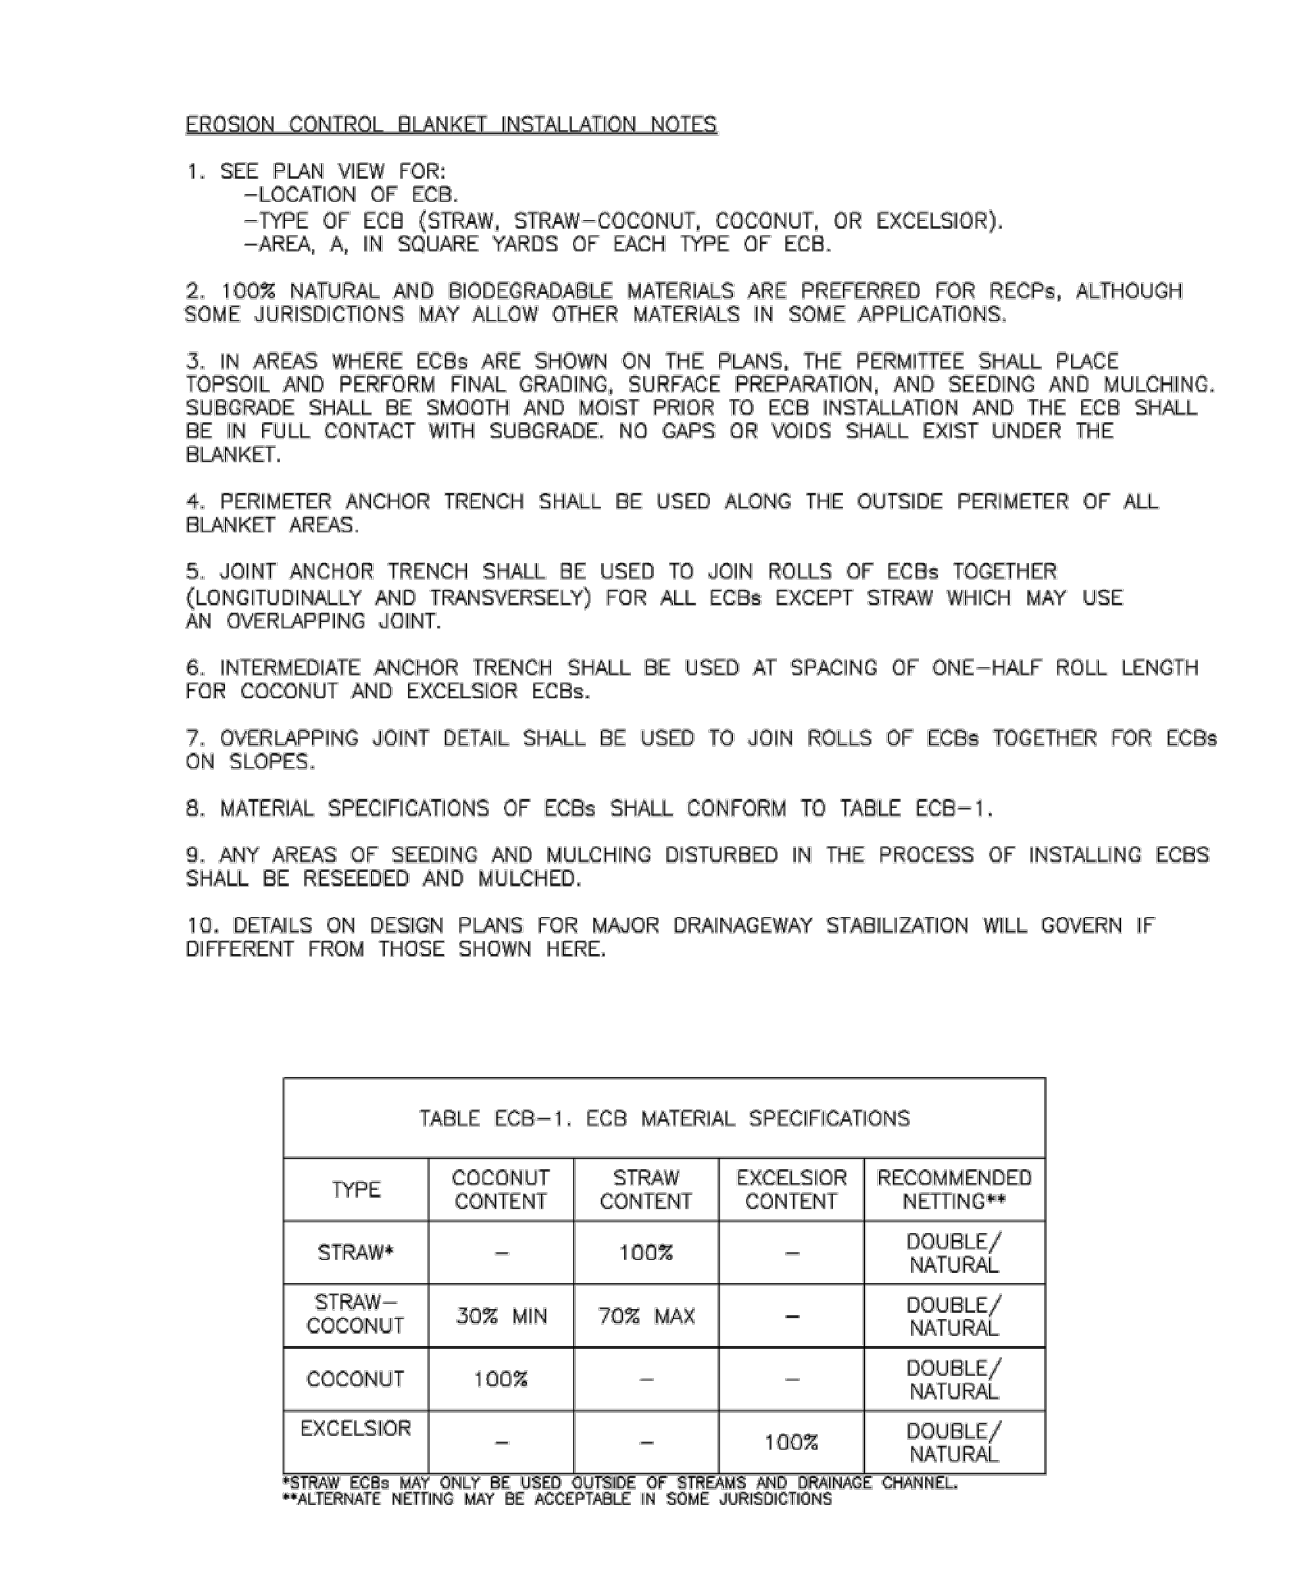 EROSION CONTROL BLANKET INSTALLATION NOTES
1. SEE PLAN VIEW FOR:
-LOCATION OF ECB.
-TYPE OF ECB (STRAW, STRAW-COCONUT, COCONUT, OR EXCELSIOR).
-AREA, A, IN SQUARE YARDS OF EACH TYPE OF ECB.
2. 100% NATURAL AND BIODEGRADABLE MATERIALS ARE PREFERRED FOR RECPs, ALTHOUGH
SOME JURISDICTIONS MAY ALLOW OTHER MATERIALS IN SOME APPLICATIONS.
3. IN AREAS WHERE ECBs ARE SHOWN ON THE PLANS, THE PERMITTEE SHALL PLACE
TOPSOIL AND PERFORM FINAL GRADING, SURFACE PREPARATION, AND SEEDING AND MULCHING.
SUBGRADE SHALL BE SMOOTH AND MOIST PRIOR TO ECB INSTALLATION AND THE ECB SHALL
BE IN FULL CONTACT WITH SUBGRADE. NO GAPS OR VOIDS SHALL EXIST UNDER THE
BLANKET.
4. PERIMETER ANCHOR TRENCH SHALL BE USED ALONG THE OUTSIDE PERIMETER OF ALL
BLANKET AREAS.
5. JOINT ANCHOR TRENCH SHALL BE USED TO JOIN ROLLS OF ECBs TOGETHER
(LONGITUDINALLY AND TRANSVERSELY) FOR ALL ECBs EXCEPT STRAW WHICH MAY USE
AN OVERLAPPING JOINT.
6. INTERMEDIATE ANCHOR TRENCH SHALL BE USED AT SPACING OF ONE-HALF ROLL LENGTH
FOR COCONUT AND EXCELSIOR ECBs.
7. OVERLAPPING JOINT DETAIL SHALL BE USED TO JOIN ROLLS OF ECBs TOGETHER FOR ECBs
ON SLOPES.
8. MATERIAL SPECIFICATIONS OF ECBs SHALL CONFORM TO TABLE ECB-1.
9. ANY AREAS OF SEEDING AND MULCHING DISTURBED IN THE PROCESS OF INSTALLING ECBS
SHALL BE RESEEDED AND MULCHED.
10. DETAILS ON DESIGN PLANS FOR MAJOR DRAINAGEWAY STABILIZATION WILL GOVERN IF
DIFFERENT FROM THOSE SHOWN HERE.
TABLE ECB-1. ECB MATERIAL SPECIFICATIONS
TYPE
COCONUT
CONTENT
STRAW
CONTENT
EXCELSIOR
CONTENT
RECOMMENDED
NETTING**
STRAW*
-
100%
-
DOUBLE/
NATURAL
STRAW-
COCONUT
30% MIN
70% MAX
-
DOUBLE/
NATURAL
COCONUT
100%
-
-
DOUBLE/
NATURAL
EXCELSIOR
-
-
100%
DOUBLE/
NATURAL
*STRAW ECBs MAY ONLY BE USED OUTSIDE OF STREAMS AND DRAINAGE CHANNEL.
**ALTERNATE NETTING MAY BE ACCEPTABLE IN SOME JURISDICTIONS